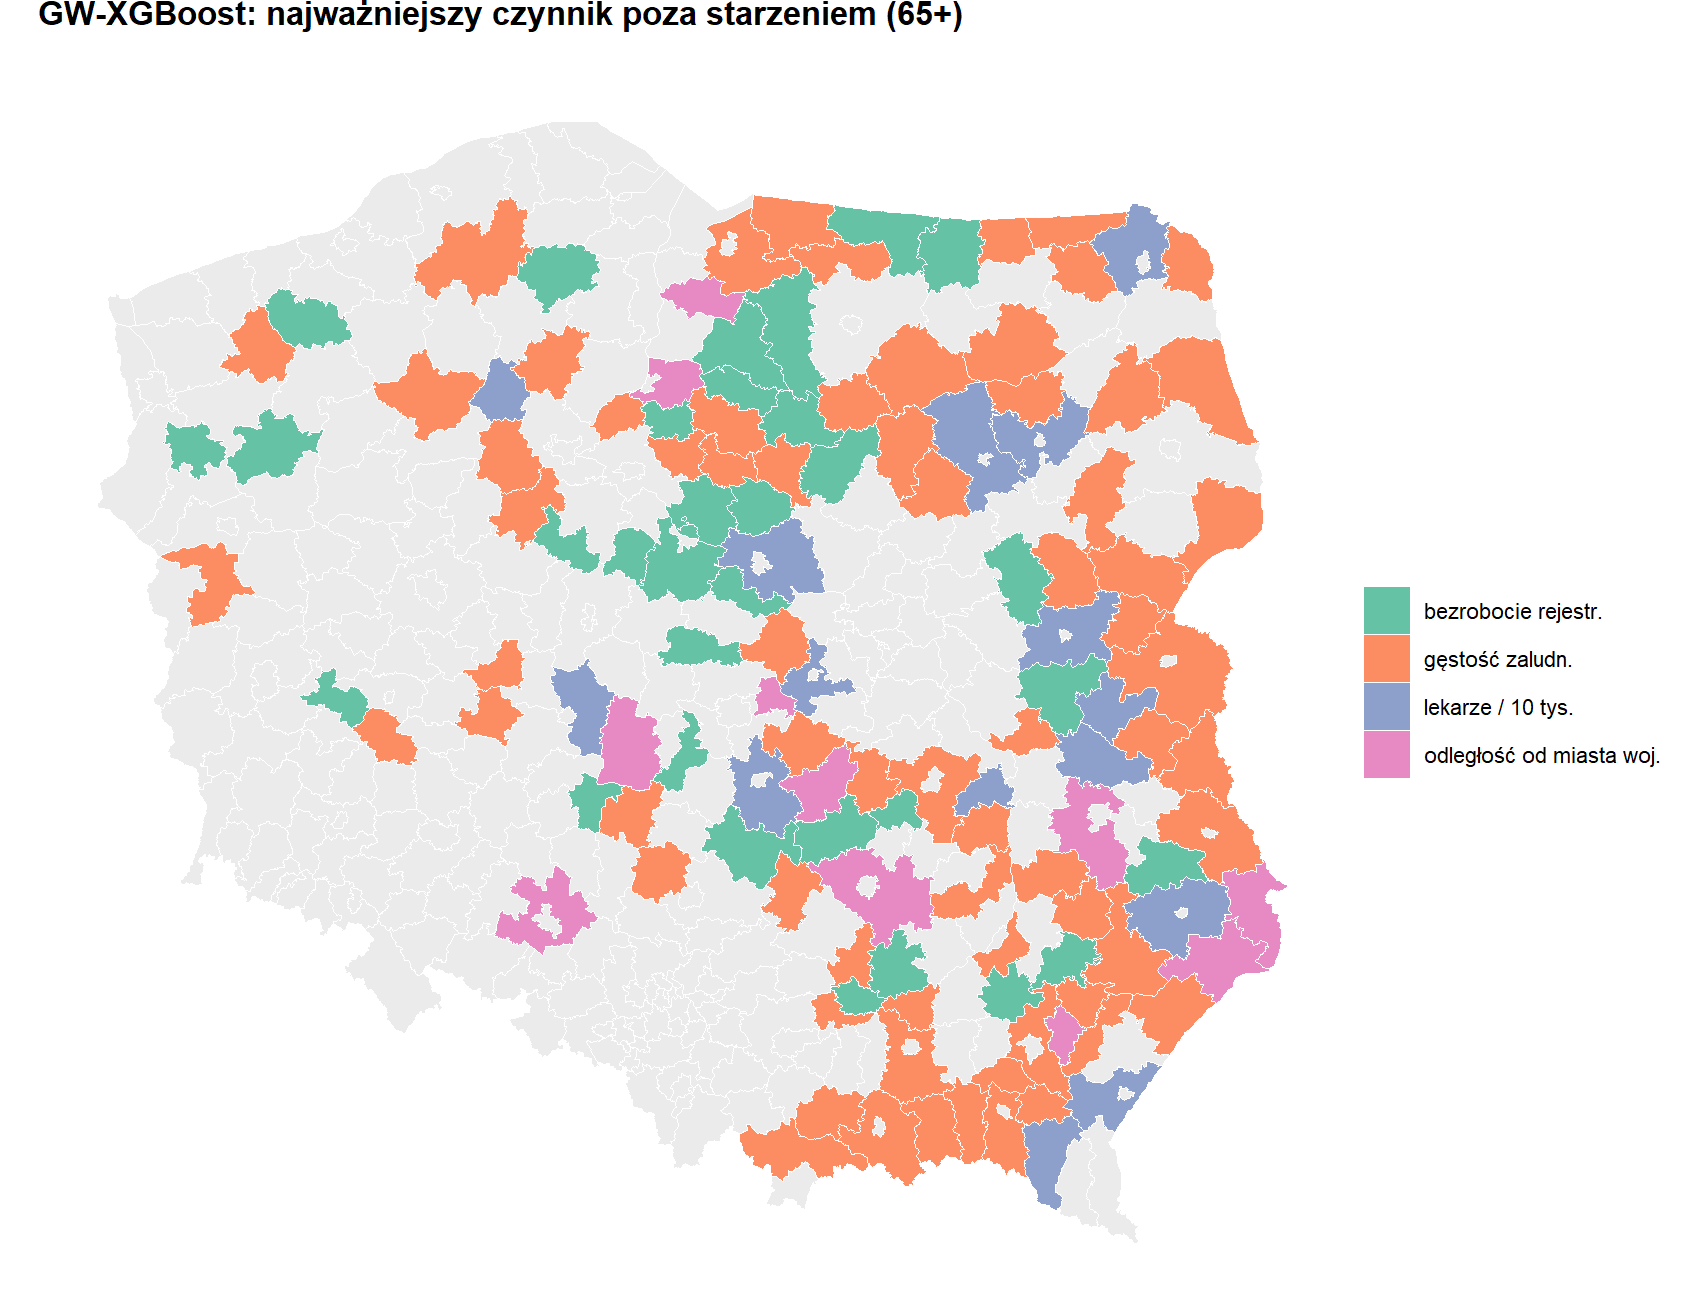 GW-XGBoost: najważniejszy czynnik poza starzeniem (65+)
bezrobocie rejestr.
gęstość zaludn.
lekarze / 10 tys.
odległość od miasta woj.